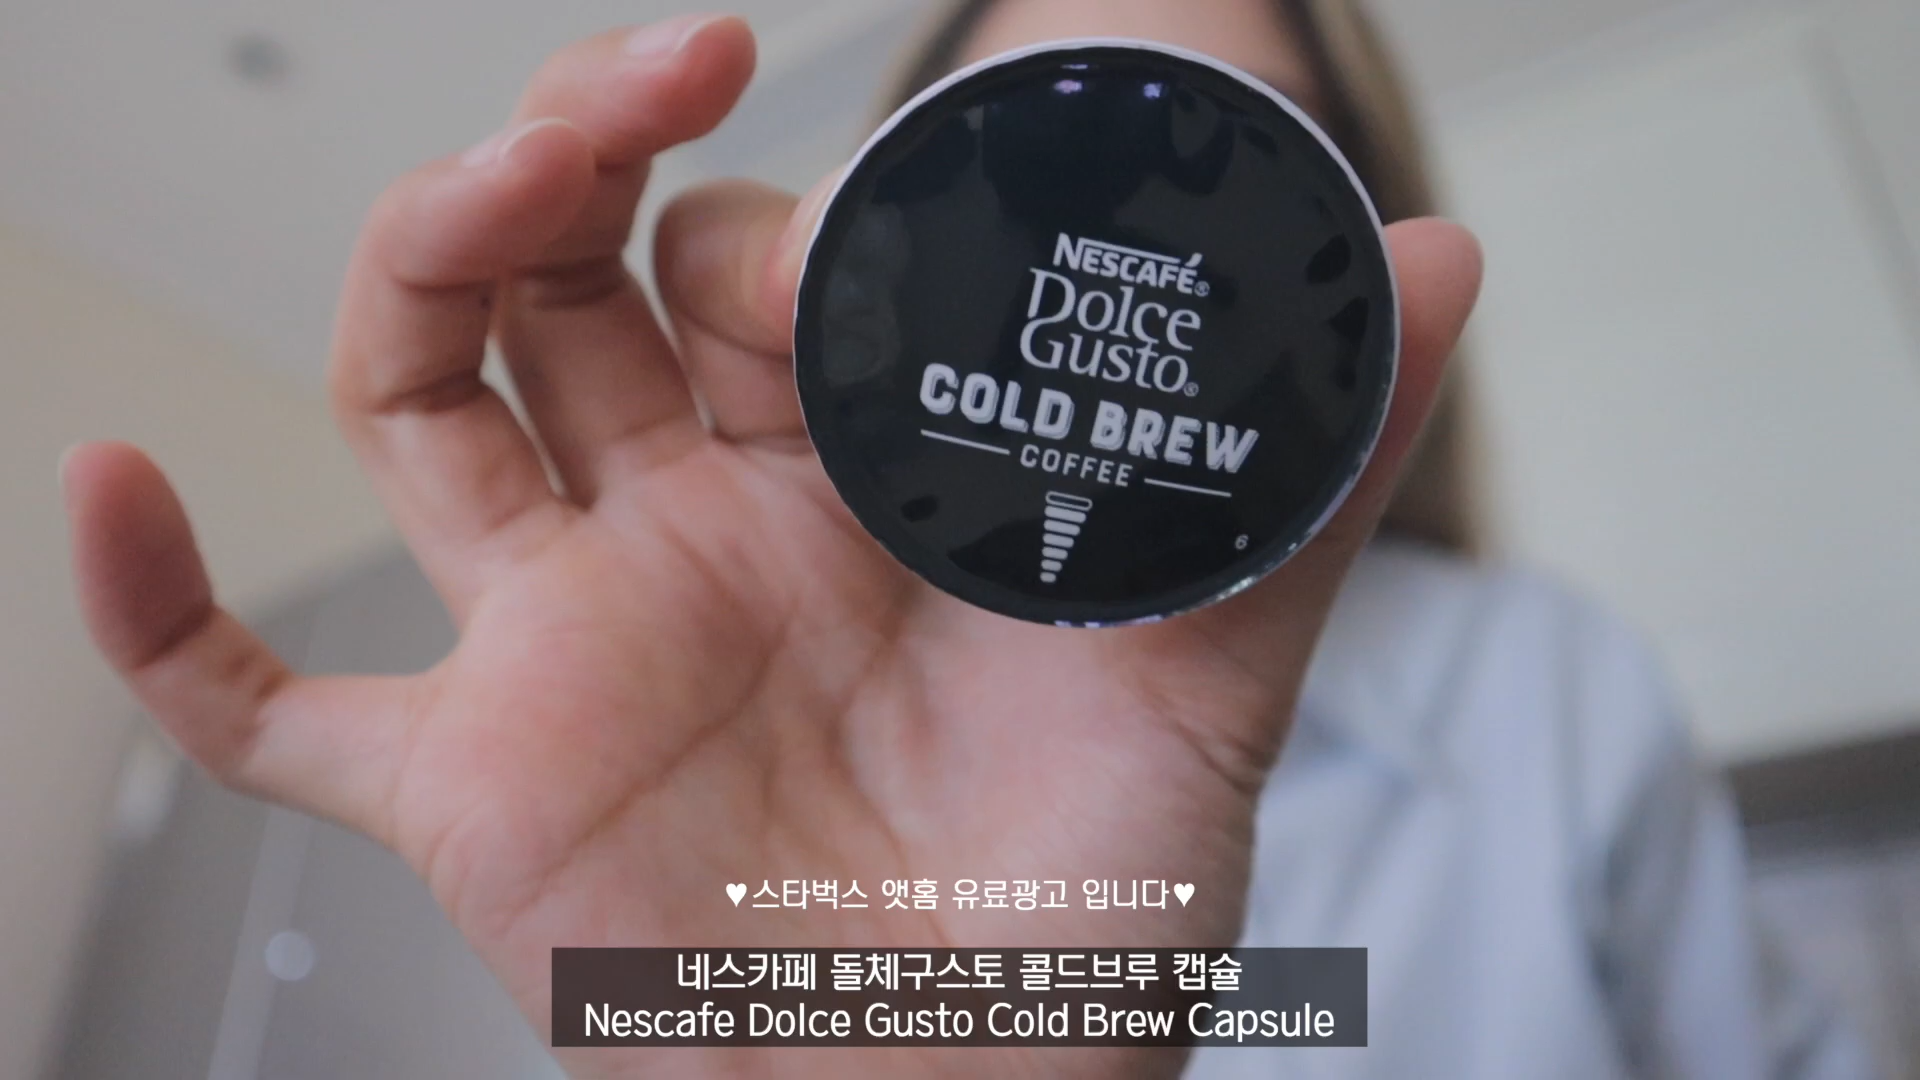 NESCAFÉ®
Dolce
Gusto®
COLD BREW
COFFEE
6
♥스타벅스 앳홈 유료광고 입니다♥
네스카페 돌체구스토 콜드브루 캡슐
Nescafe Dolce Gusto Cold Brew Capsule